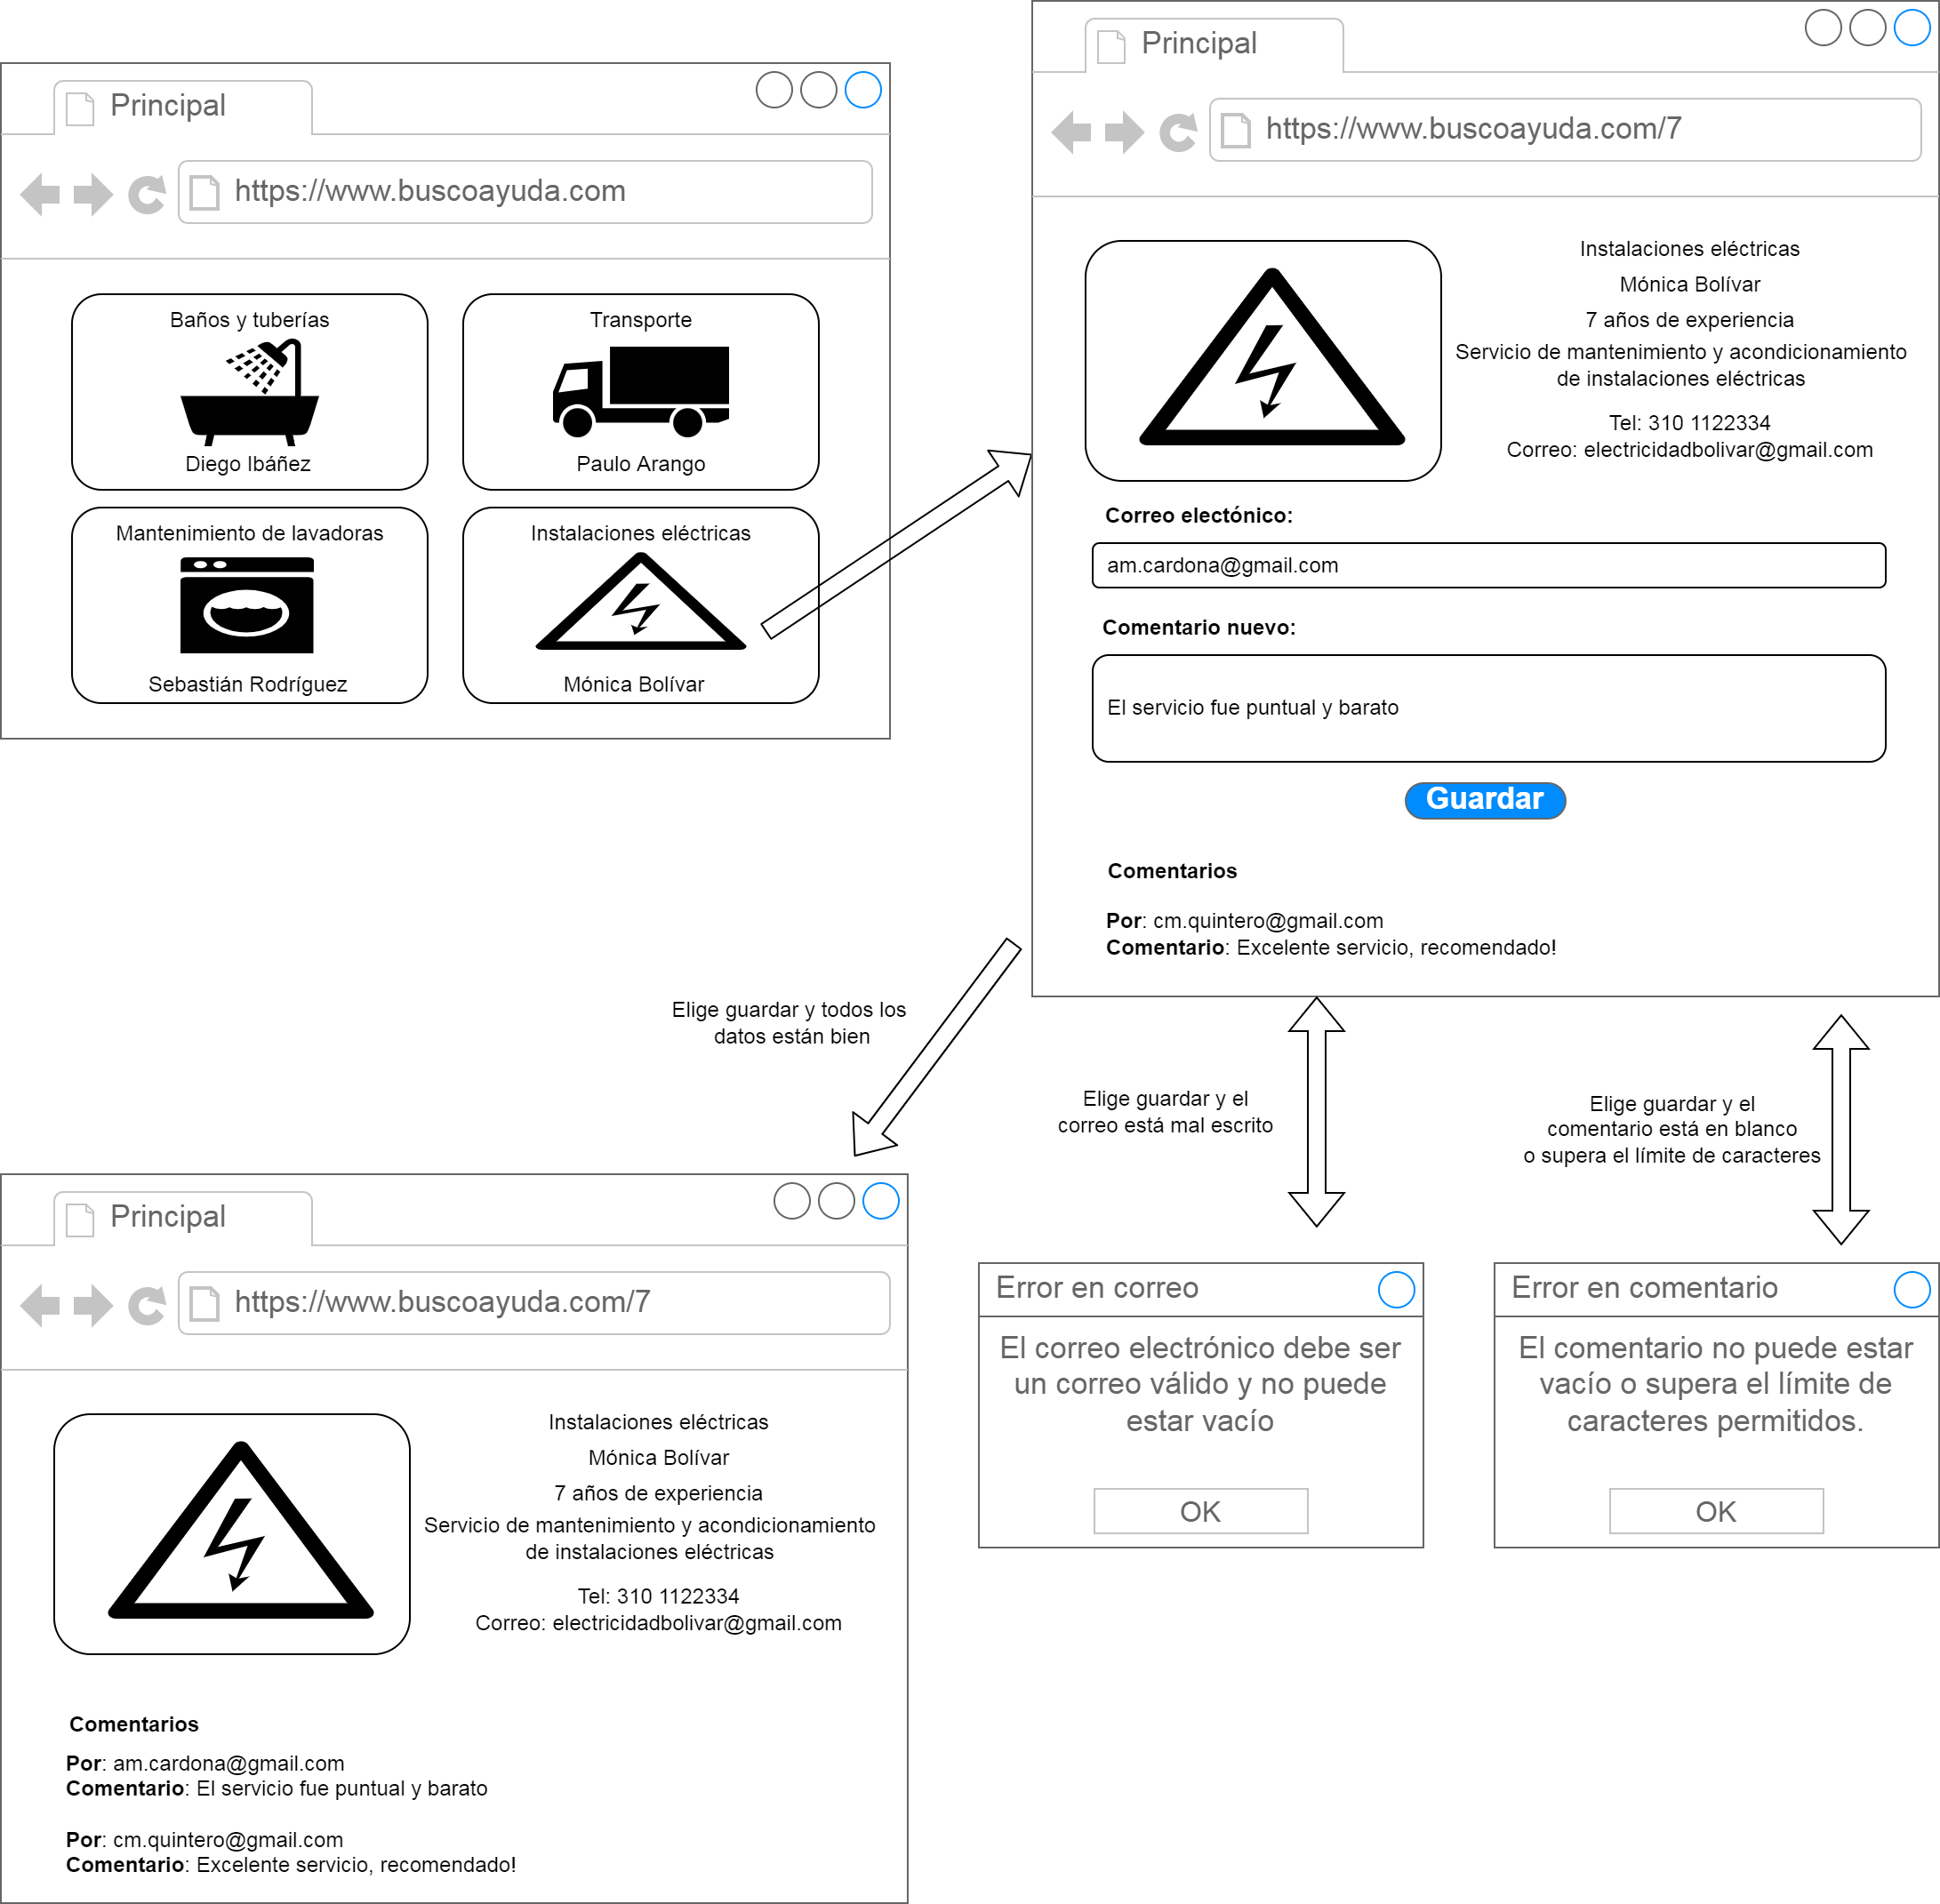 Principal
https://www.buscoayuda.com
Baños y tuberías
Diego Ibáñez
Transporte
Paulo Arango
Mantenimiento de lavadoras
Sebastián Rodríguez
Instalaciones eléctricas
Mónica Bolívar
Principal
https://www.buscoayuda.com/7
Instalaciones eléctricas
Mónica Bolívar
7 años de experiencia
Servicio de mantenimiento y acondicionamiento
de instalaciones eléctricas
Tel: 310 1122334
Correo: electricidadbolivar@gmail.com
Correo electónico:
am.cardona@gmail.com
Comentario nuevo:
El servicio fue puntual y barato
Guardar
Comentarios
Por: cm.quintero@gmail.com
Comentario: Excelente servicio, recomendado!
Elige guardar y todos los
datos están bien
Elige guardar y el
correo está mal escrito
Elige guardar y el
comentario está en blanco
o supera el límite de caracteres
Principal
https://www.buscoayuda.com/7
Instalaciones eléctricas
Mónica Bolívar
7 años de experiencia
Servicio de mantenimiento y acondicionamiento
de instalaciones eléctricas
Tel: 310 1122334
Correo: electricidadbolivar@gmail.com
Comentarios
Por: am.cardona@gmail.com
Comentario: El servicio fue puntual y barato
Por: cm.quintero@gmail.com
Comentario: Excelente servicio, recomendado!
Error en correo
El correo electrónico debe ser
un correo válido y no puede
estar vacío
OK
Error en comentario
El comentario no puede estar
vacío o supera el límite de
caracteres permitidos.
OK